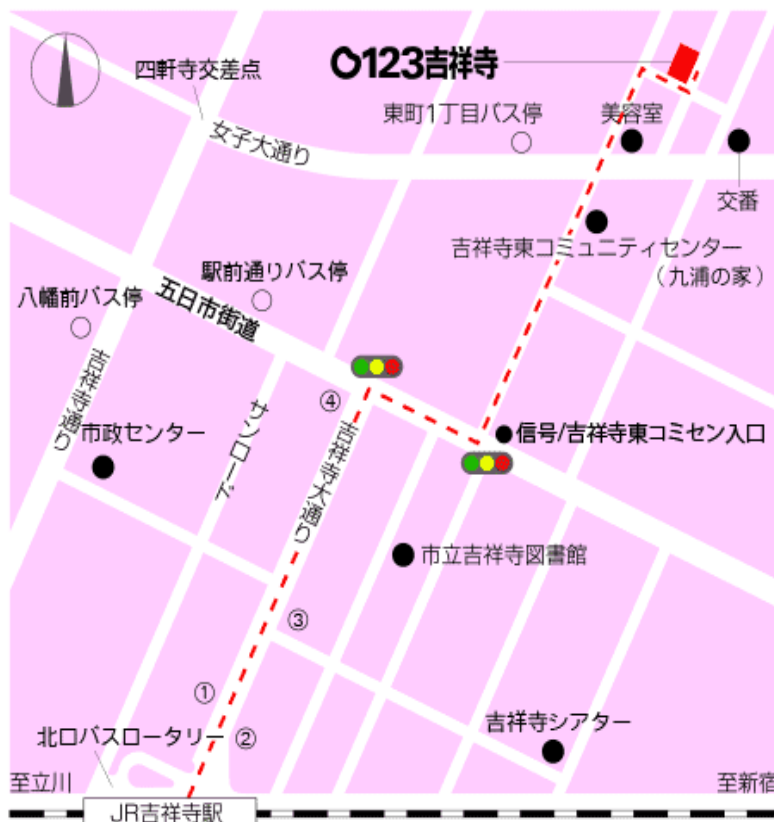 四軒寺交差点
123吉祥寺
東町1丁目バス停
美容室
女子大通り
交番
吉祥寺東コミュニティセンター
（九浦の家）
駅前通りバス停
八幡前バス停
五日市街道
吉祥寺通り
④
サンロード
吉祥寺大通り
市政センター
信号/吉祥寺東コミセン入口
市立吉祥寺図書館
③
①
②
北口バスロータリー
吉祥寺シアター
至立川
至新宿
JR吉祥寺駅